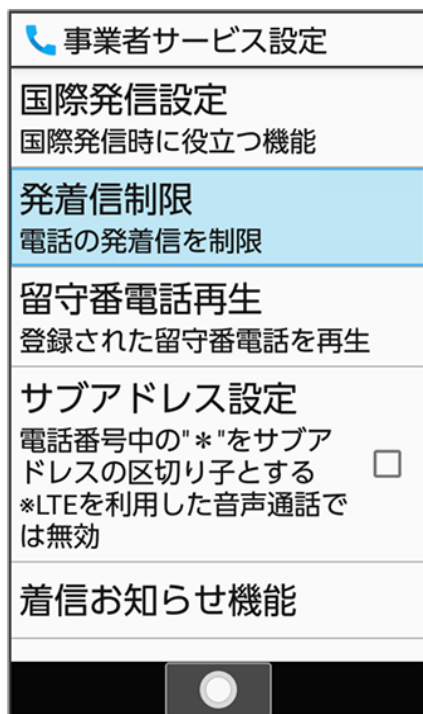 事業者サービス設定
国際発信設定
国際発信時に役立つ機能
発着信制限
電話の発着信を制限
留守番電話再生
登録された留守番電話を再生
サブアドレス設定
電話番号中の"＊"をサブア
ドレスの区切り子とする
※LTEを利用した音声通話で
は無効
着信お知らせ機能